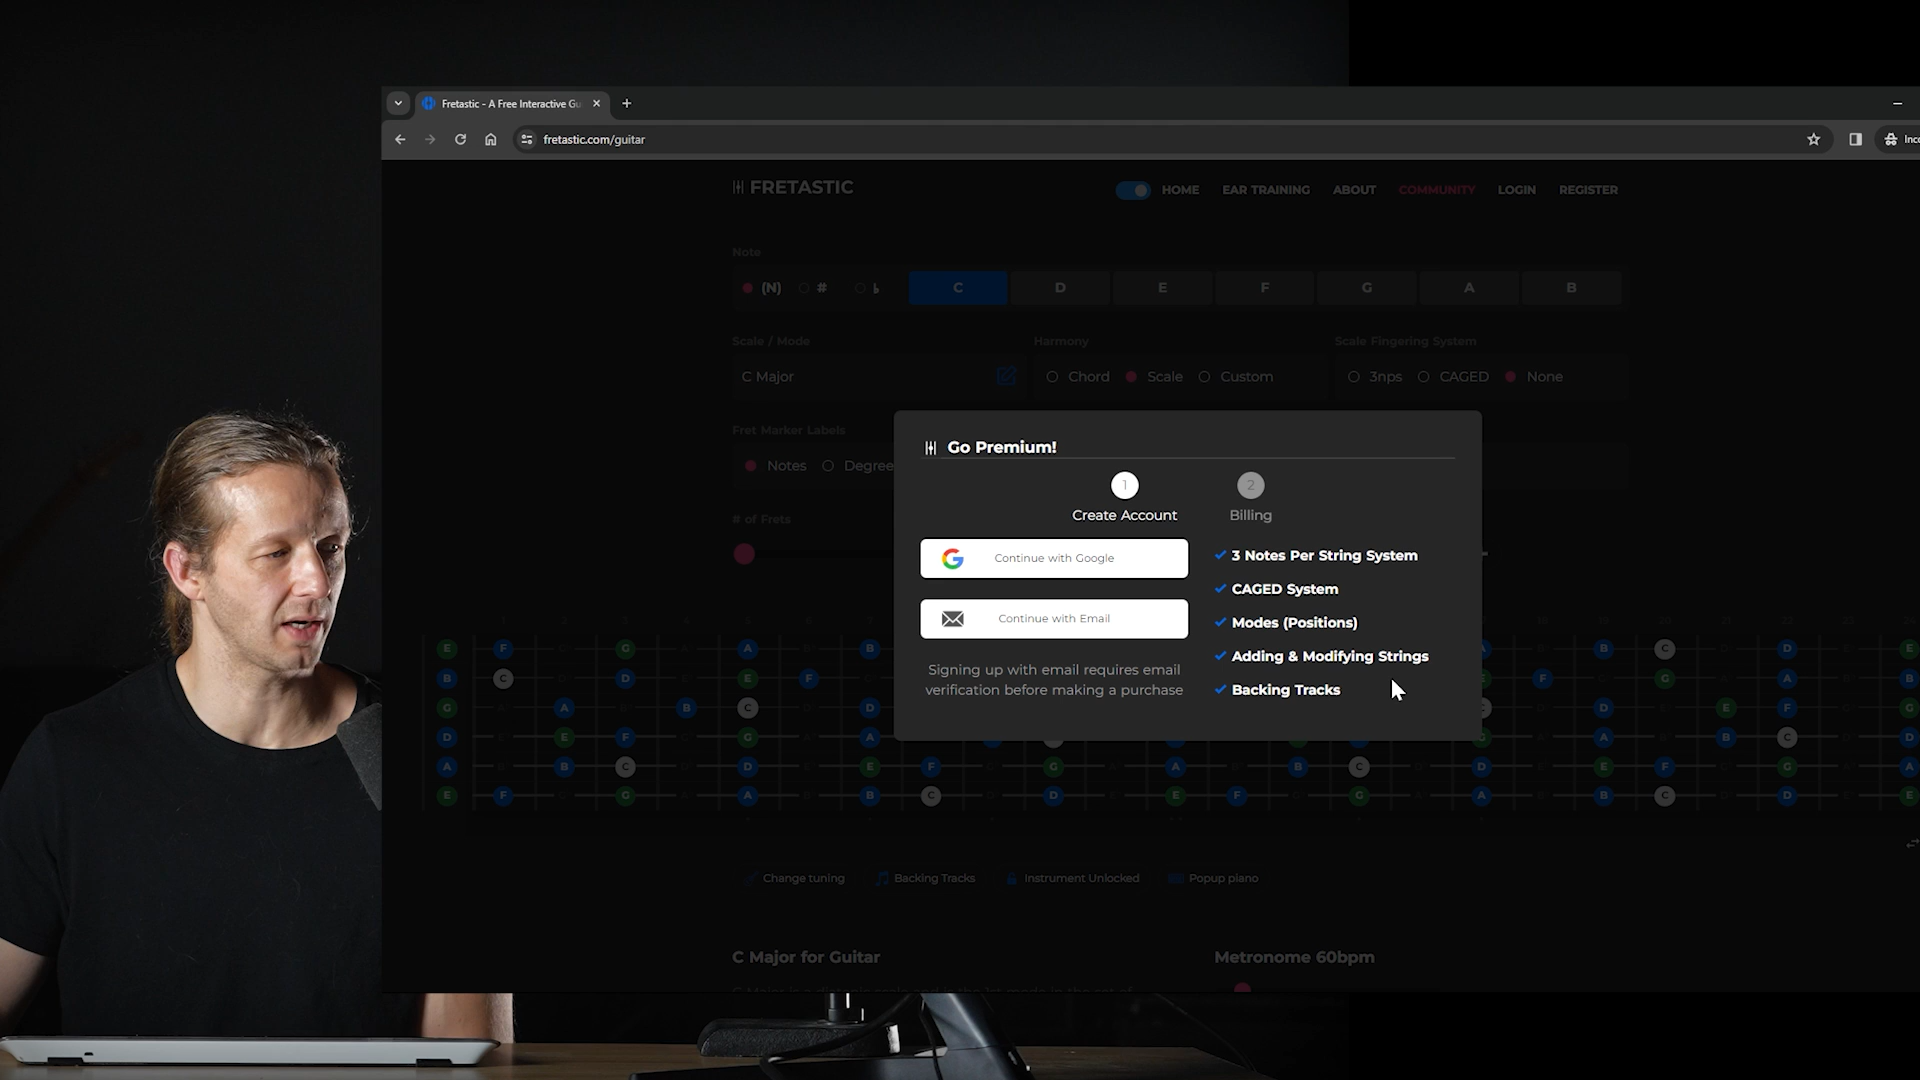 Fretastic - A Free Interactive Gu
fretastic.com/guitar
Inco
FRETASTIC
HOME EAR TRAINING ABOUT COMMUNITY LOGIN REGISTER
Note
(N) # ♭ C D E F G A B
Scale / Mode Harmony Scale Fingering System
C Major Chord Scale Custom 3nps CAGED None
Fret Marker Labels
Notes Degree
# of Frets
Go Premium!
1 2
Create Account Billing
Continue with Google
Continue with Email
Signing up with email requires email
verification before making a purchase
3 Notes Per String System
CAGED System
Modes (Positions)
Adding & Modifying Strings
Backing Tracks
E F G A B B C D E
B C D E F F G A B
G A B C D D E F G
D E F G A A B C D
A B C D E F G A B C D E F G A
E F G A B C D E F G A B C D E
Change tuning Backing Tracks Instrument Unlocked Popup piano
C Major for Guitar Metronome 60bpm